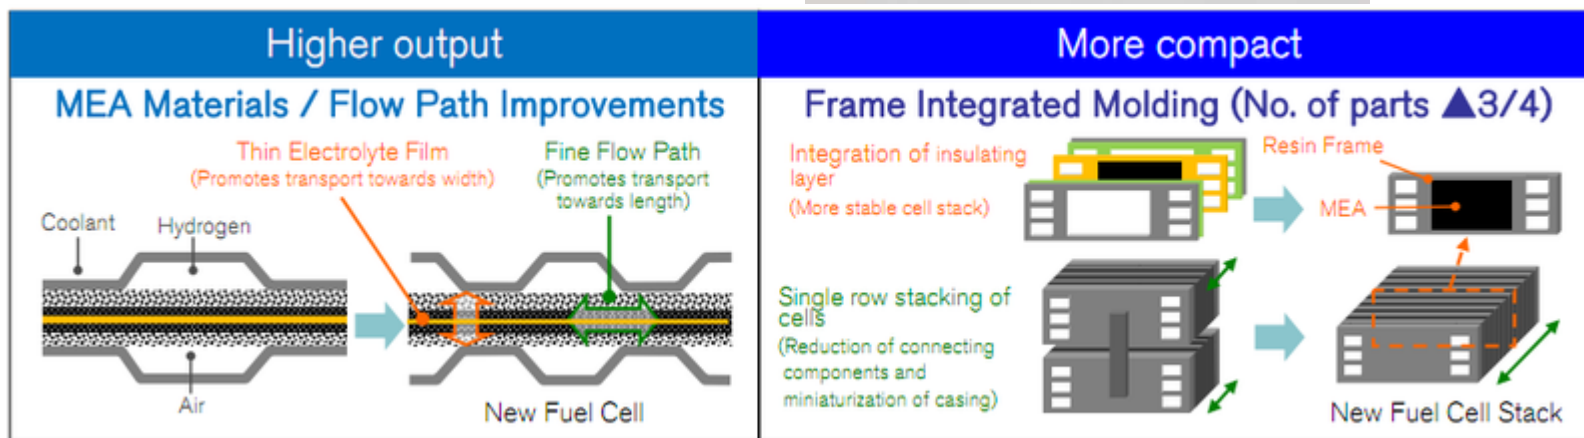 Higher output
MEA Materials / Flow Path Improvements
Thin Electrolyte Film
(Promotes transport towards width)
Fine Flow Path
(Promotes transport
towards length)
Coolant
Hydrogen
Air
New Fuel Cell
More compact
Frame Integrated Molding (No. of parts ▲3/4)
Integration of insulating
layer
(More stable cell stack)
Resin Frame
MEA
Single row stacking of
cells
(Reduction of connecting
components and
miniaturization of casing)
New Fuel Cell Stack